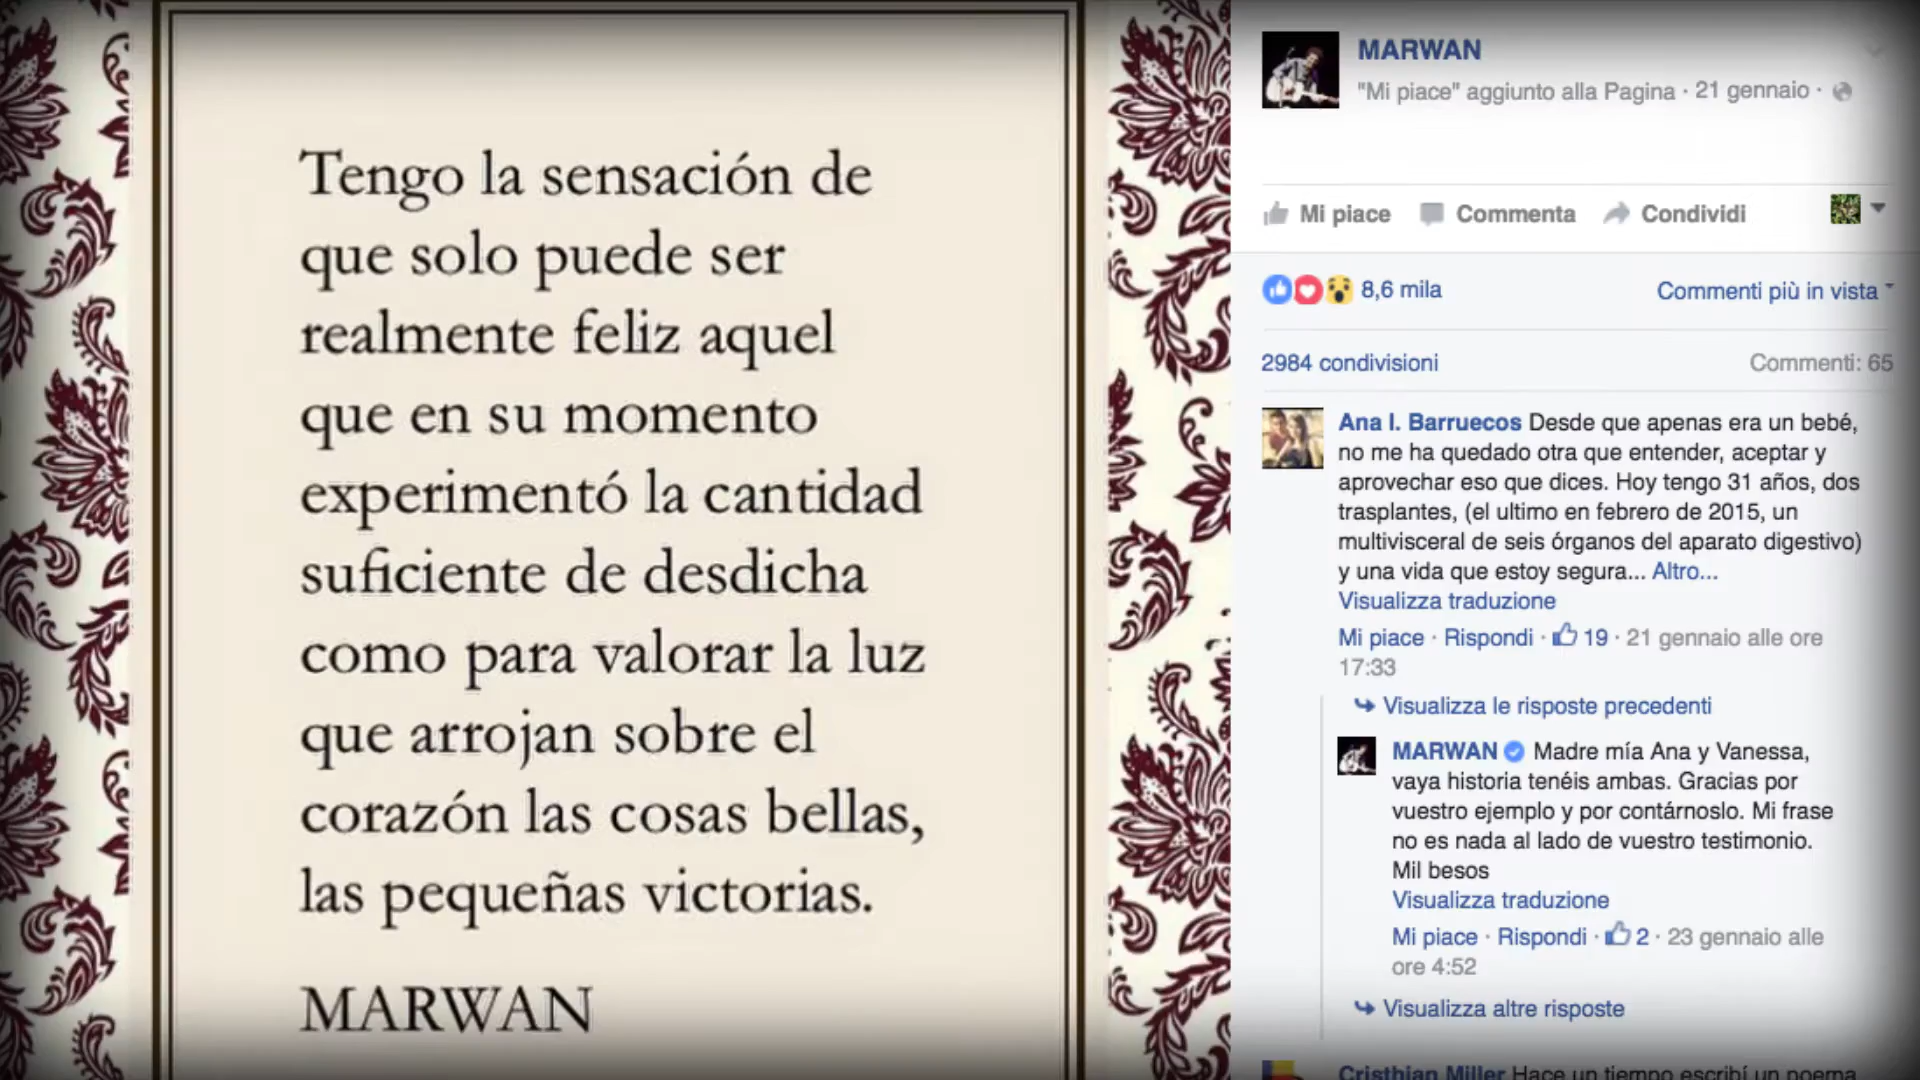 Tengo la sensación de
que solo puede ser
realmente feliz aquel
que en su momento
experimentó la cantidad
suficiente de desdicha
como para valorar la luz
que arrojan sobre el
corazón las cosas bellas,
las pequeñas victorias.
MARWAN
MARWAN
"Mi piace" aggiunto alla Pagina · 21 gennaio ·
Mi piace Commenta Condividi
8,6 mila Commenti più in vista
2984 condivisioni Commenti: 65
Ana I. Barruecos Desde que apenas era un bebé,
no me ha quedado otra que entender, aceptar y
aprovechar eso que dices. Hoy tengo 31 años, dos
trasplantes, (el ultimo en febrero de 2015, un
multivisceral de seis órganos del aparato digestivo)
y una vida que estoy segura... Altro...
Visualizza traduzione
Mi piace · Rispondi · 19 · 21 gennaio alle ore
17:33
Visualizza le risposte precedenti
MARWAN Madre mía Ana y Vanessa,
vaya historia tenéis ambas. Gracias por
vuestro ejemplo y por contárnoslo. Mi frase
no es nada al lado de vuestro testimonio.
Mil besos
Visualizza traduzione
Mi piace · Rispondi · 2 · 23 gennaio alle
ore 4:52
Visualizza altre risposte
Cristhian Miller Hace un tiempo escribí un poema